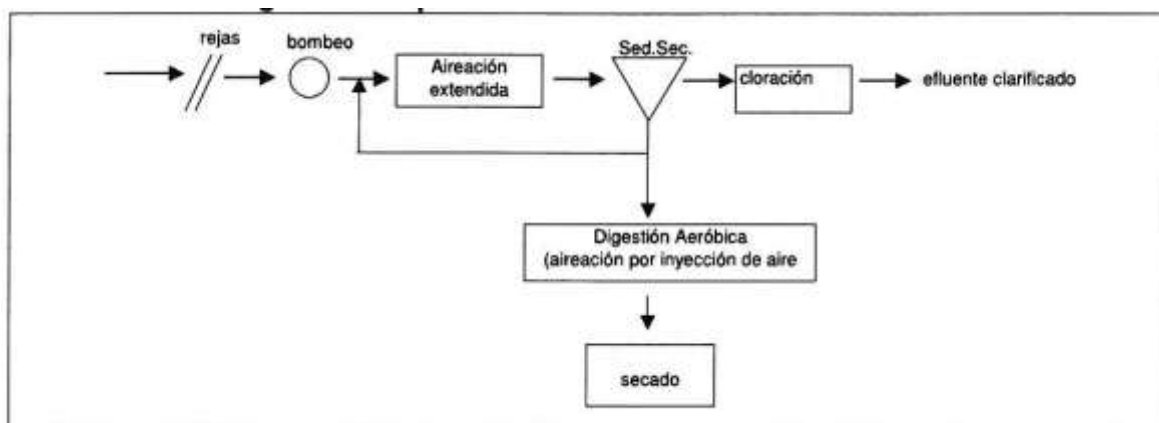 rejas
bombeo
Aireación
extendida
Sed.Sec.
cloración
efluente clarificado
Digestión Aeróbica
(aireación por inyección de aire
secado